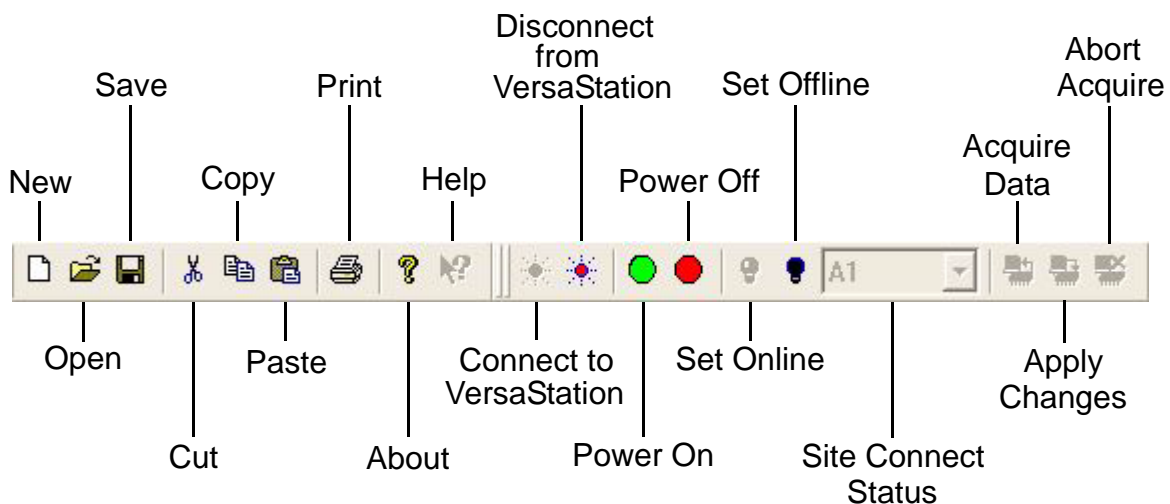 Disconnect
from
VersaStation
Abort
Acquire
Save
Print
Set Offline
Acquire
Data
New
Copy
Help
Power Off
A1
Open
Paste
Connect to
VersaStation
Set Online
Apply
Changes
Cut
About
Power On
Site Connect
Status